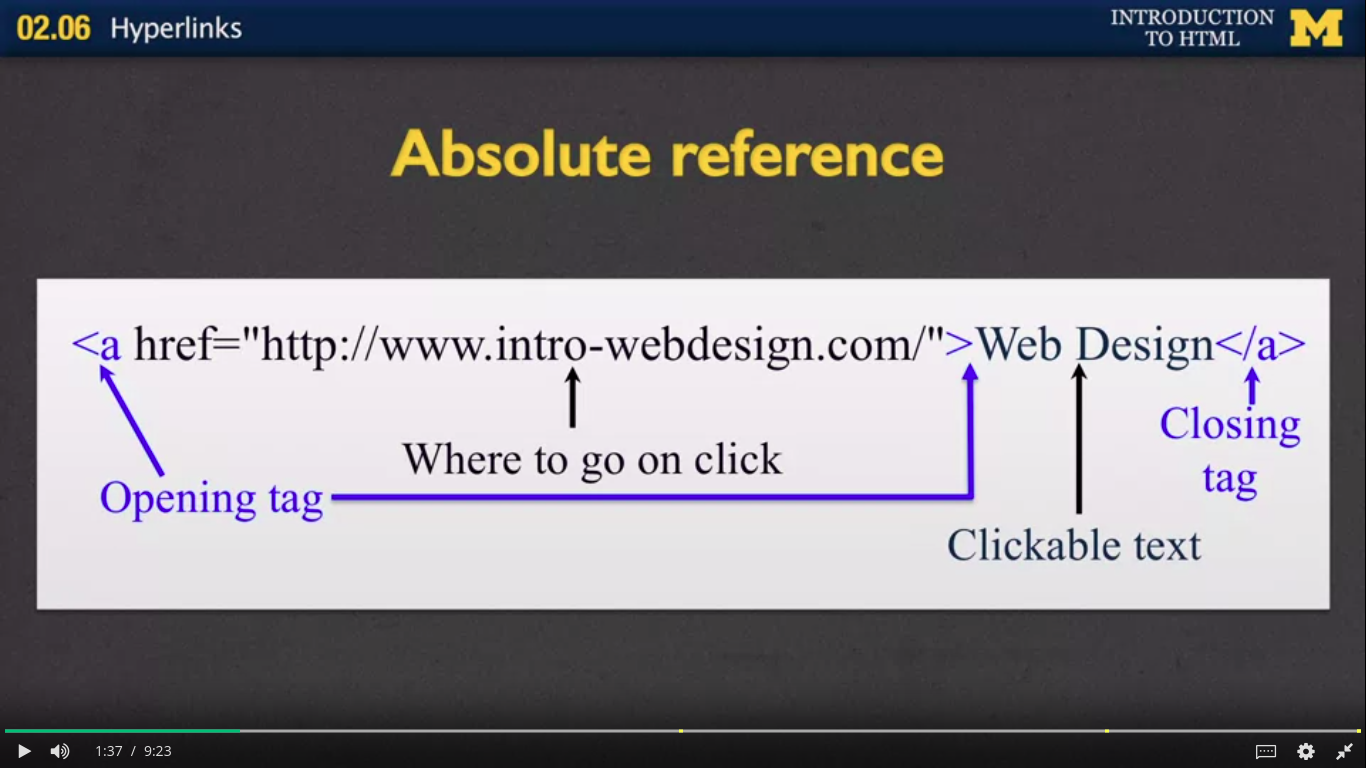 02.06 Hyperlinks
INTRODUCTION
TO HTML
M
Absolute reference
<a href="http://www.intro-webdesign.com/">Web Design</a>
Where to go on click
Opening tag
Closing
tag
Clickable text
1:37 / 9:23